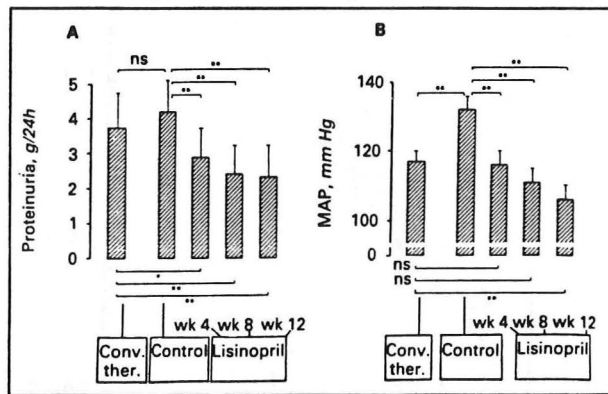 A
ns
**
**
**
5
4
3
2
1
0
Proteinuria, g/24h
*
**
**
wk 4 wk 8 wk 12
Conv. ther.
Control
Lisinopril
B
**
**
**
**
140
120
100
0
MAP, mm Hg
ns
ns
**
wk 4 wk 8 wk 12
Conv. ther.
Control
Lisinopril